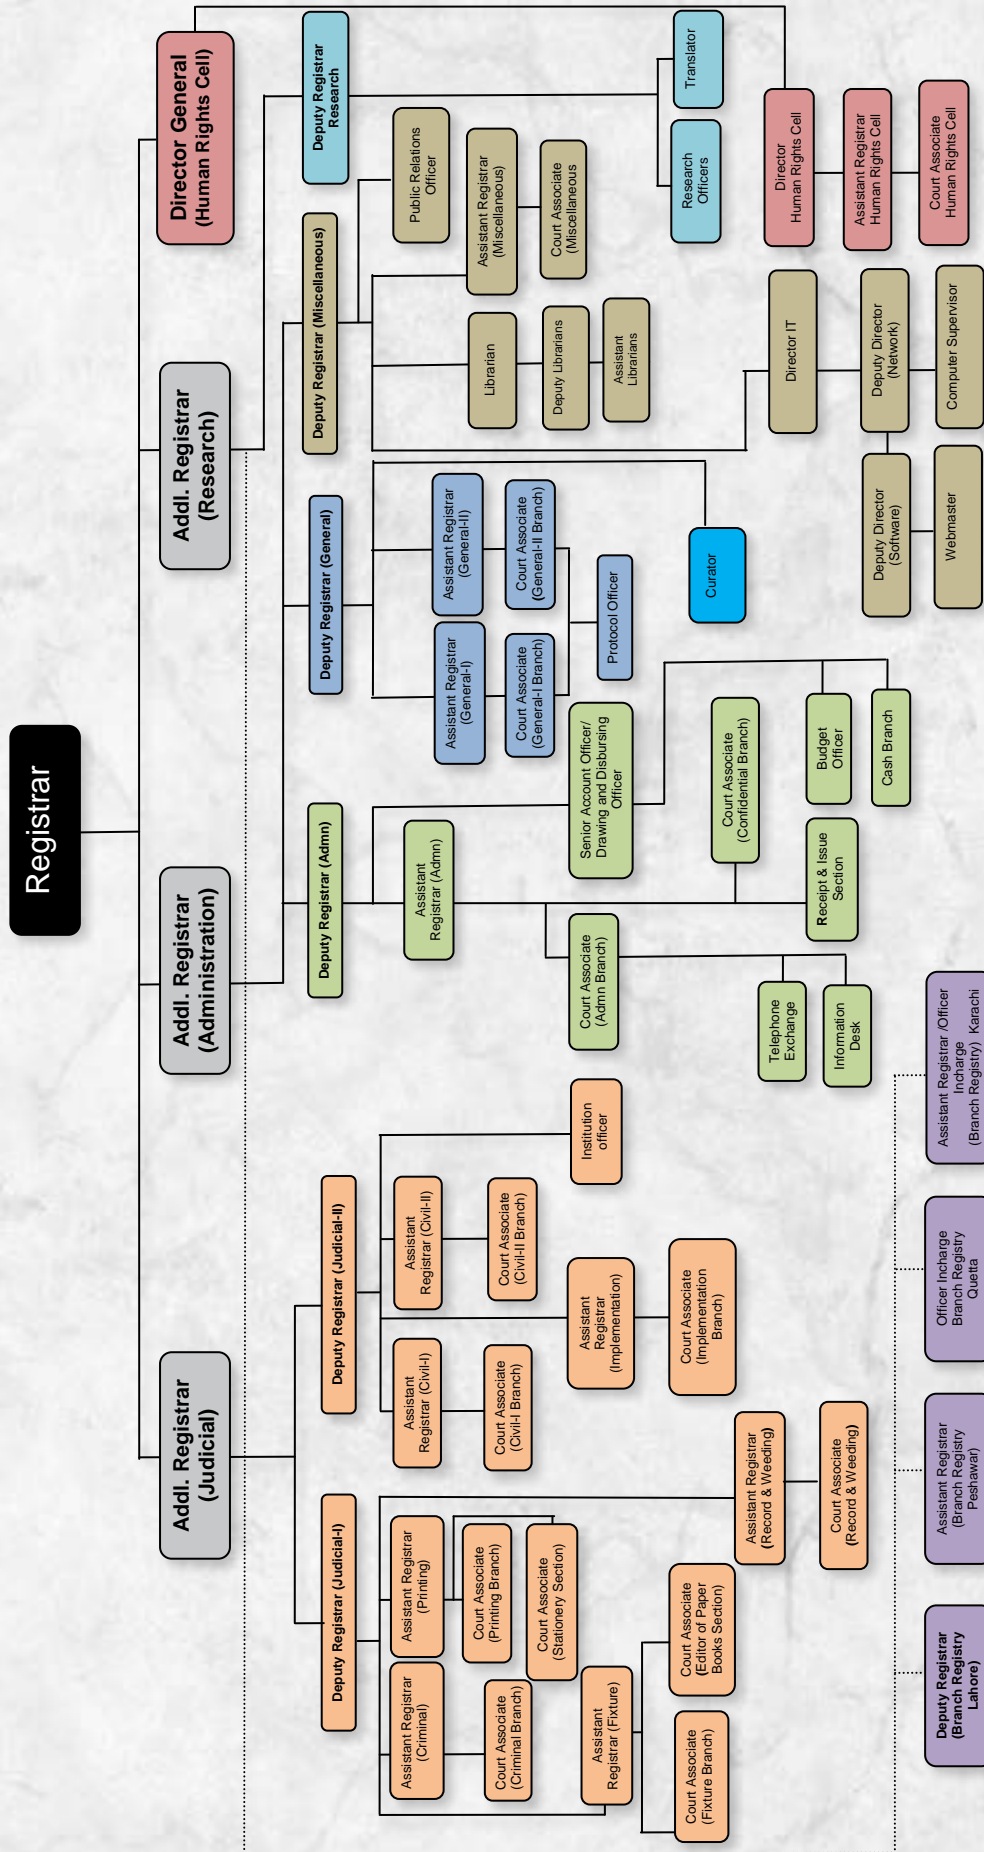 Registrar
Addl. Registrar
(Judicial)
Addl. Registrar
(Administration)
Addl. Registrar
(Research)
Director General
(Human Rights Cell)
Deputy Registrar (Judicial-I)
Deputy Registrar (Judicial-II)
Deputy Registrar (Admn)
Deputy Registrar (General)
Deputy Registrar (Miscellaneous)
Deputy Registrar
Research
Assistant Registrar
(Criminal)
Court Associate
(Criminal Branch)
Assistant Registrar
(Printing)
Court Associate
(Printing Branch)
Court Associate
(Stationery Section)
Assistant
Registrar (Fixture)
Court Associate
(Fixture Branch)
Court Associate
(Editor of Paper
Books Section)
Assistant Registrar
(Record & Weeding)
Court Associate
(Record & Weeding)
Assistant
Registrar (Civil-I)
Court Associate
(Civil-I Branch)
Assistant
Registrar (Civil-II)
Court Associate
(Civil-II Branch)
Assistant
Registrar
(Implementation)
Court Associate
(Implementation
Branch)
Institution
officer
Assistant
Registrar (Admn)
Court Associate
(Admn Branch)
Telephone
Exchange
Information
Desk
Senior Account Officer/
Drawing and Disbursing
Officer
Court Associate
(Confidential Branch)
Receipt & Issue
Section
Budget
Officer
Cash Branch
Assistant Registrar
(General-I)
Court Associate
(General-I Branch)
Assistant Registrar
(General-II)
Court Associate
(General-II Branch)
Protocol Officer
Curator
Librarian
Deputy Librarians
Assistant
Librarians
Assistant Registrar
(Miscellaneous)
Court Associate
(Miscellaneous
Public Relations
Officer
Director IT
Deputy Director
(Network)
Computer Supervisor
Deputy Director
(Software)
Webmaster
Research
Officers
Translator
Director
Human Rights Cell
Assistant Registrar
Human Rights Cell
Court Associate
Human Rights Cell
Deputy Registrar
(Branch Registry
Lahore)
Assistant Registrar
(Branch Registry
Peshawar)
Officer Incharge
Branch Registry
Quetta
Assistant Registrar /Officer
Incharge
(Branch Registry) Karachi